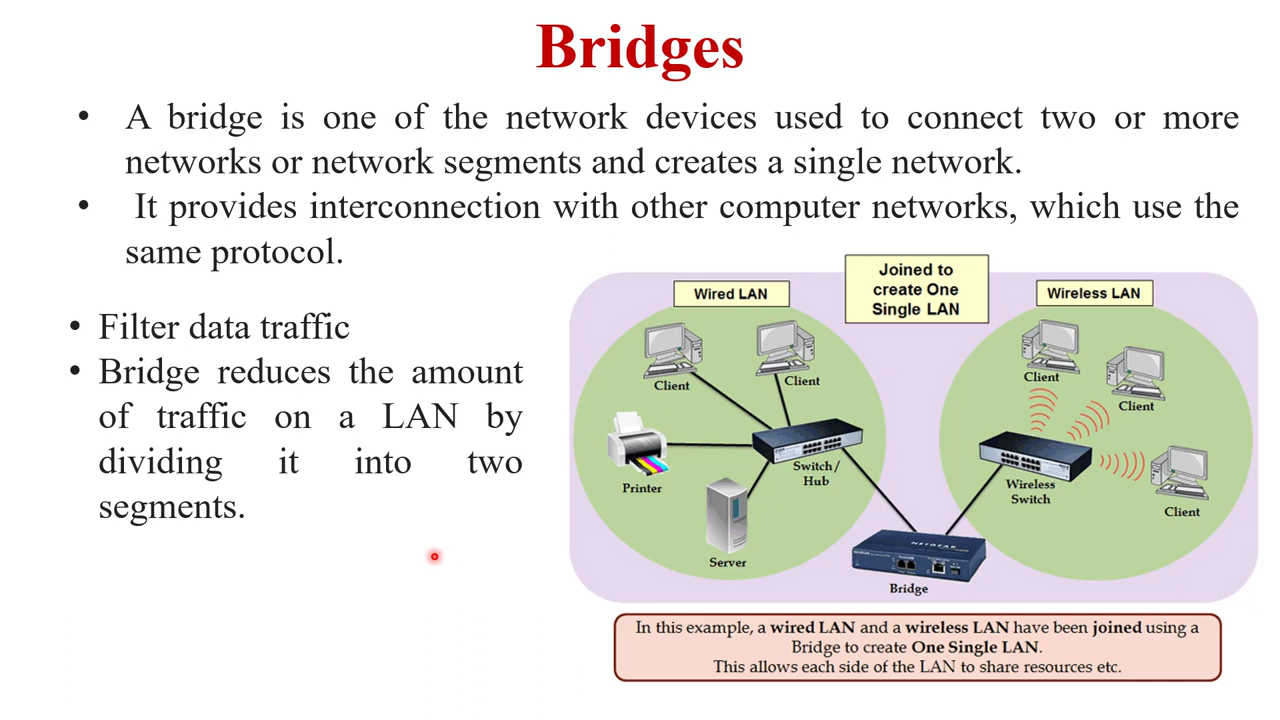 Bridges
• A bridge is one of the network devices used to connect two or more
networks or network segments and creates a single network.
• It provides interconnection with other computer networks, which use the
same protocol.
• Filter data traffic
• Bridge reduces the amount
of traffic on a LAN by
dividing it into two
segments.
Wired LAN
Joined to
create One
Single LAN
Wireless LAN
Client
Client
Client
Client
Printer
Switch/
Hub
Wireless
Switch
Client
Server
NETGEAR
Bridge
In this example, a wired LAN and a wireless LAN have been joined using a
Bridge to create One Single LAN.
This allows each side of the LAN to share resources etc.